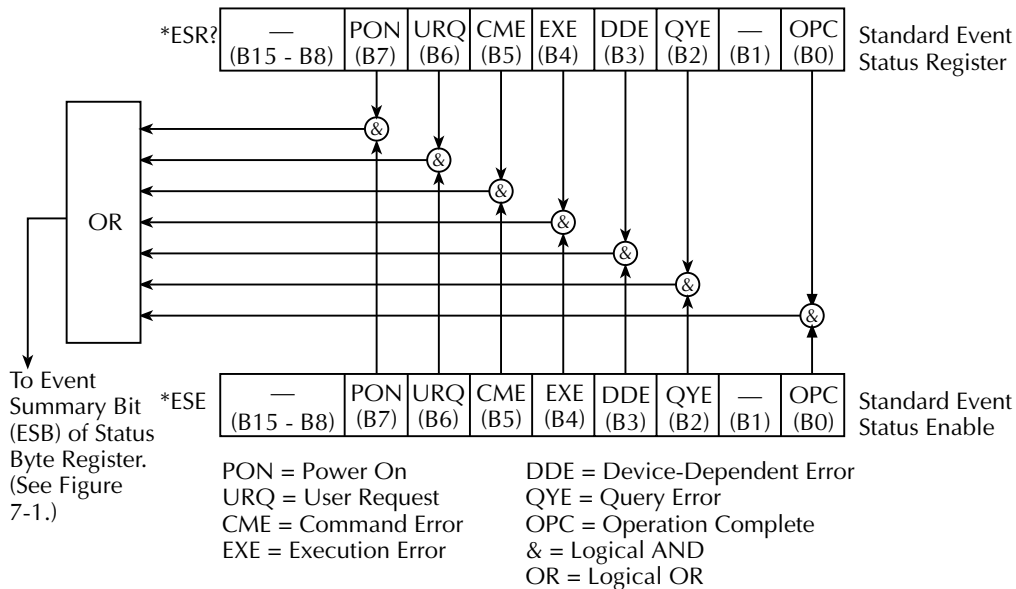 *ESR? — PON URQ CME EXE DDE QYE — OPC Standard Event
(B15 - B8) (B7) (B6) (B5) (B4) (B3) (B2) (B1) (B0) Status Register
&
&
&
OR &
&
&
&
To Event
Summary Bit
(ESB) of Status
Byte Register.
(See Figure
7-1.)
*ESE — PON URQ CME EXE DDE QYE — OPC Standard Event
(B15 - B8) (B7) (B6) (B5) (B4) (B3) (B2) (B1) (B0) Status Enable
PON = Power On
URQ = User Request
CME = Command Error
EXE = Execution Error
DDE = Device-Dependent Error
QYE = Query Error
OPC = Operation Complete
& = Logical AND
OR = Logical OR